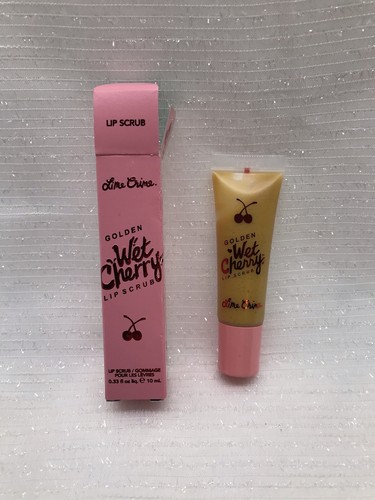 LIP SCRUB
Lime Crime.
GOLDEN
Wet
Cherry
LIP SCRUB
LIP SCRUB / GOMMAGE
POUR LES LÈVRES
0.33 fl oz liq. ℮ 10 mL
GOLDEN
Wet
Cherry
LIP SCRUB
Lime Crime